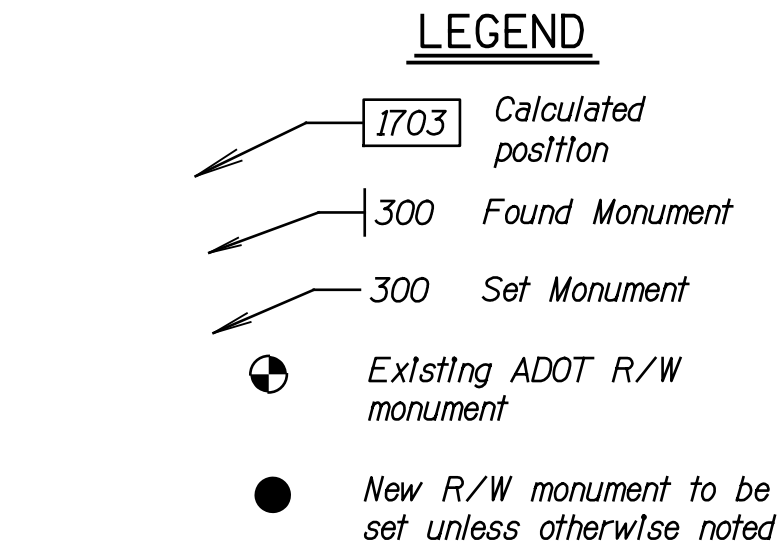 LEGEND
1703 Calculated
position
300 Found Monument
300 Set Monument
Existing ADOT R/W
monument
New R/W monument to be
set unless otherwise noted